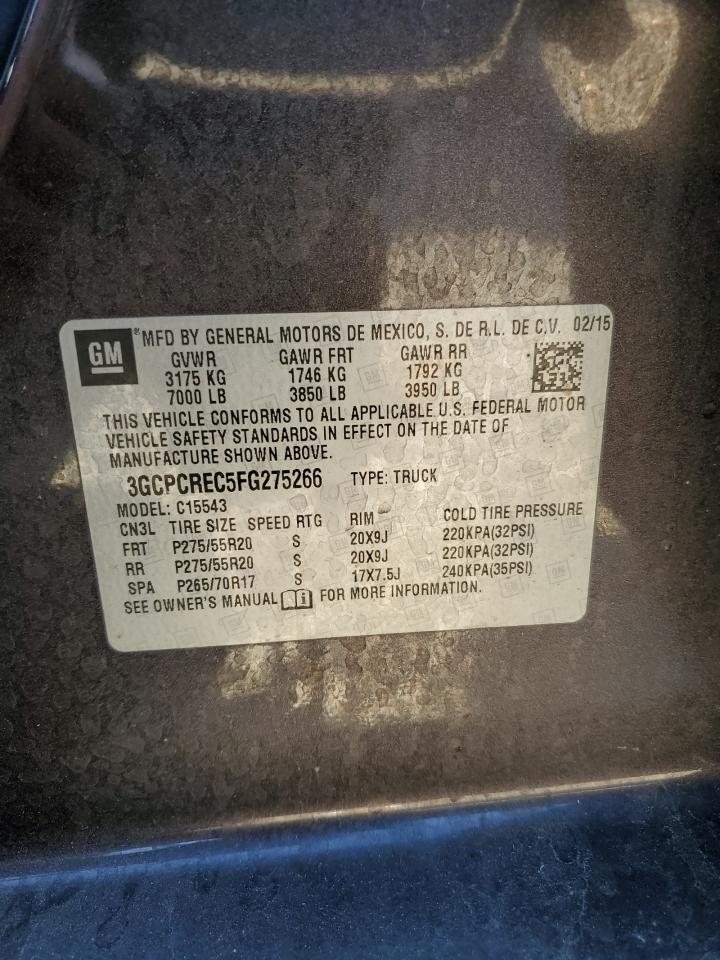 GM
® MFD BY GENERAL MOTORS DE MEXICO, S. DE R.L. DE C.V. 02/15
GVWR GAWR FRT GAWR RR
3175 KG 1746 KG 1792 KG
7000 LB 3850 LB 3950 LB
THIS VEHICLE CONFORMS TO ALL APPLICABLE U.S. FEDERAL MOTOR
VEHICLE SAFETY STANDARDS IN EFFECT ON THE DATE OF
MANUFACTURE SHOWN ABOVE.
3GCPCREC5FG275266 TYPE: TRUCK
MODEL: C15543
CN3L TIRE SIZE SPEED RTG RIM COLD TIRE PRESSURE
FRT P275/55R20 S 20X9J 220KPA(32PSI)
RR P275/55R20 S 20X9J 220KPA(32PSI)
SPA P265/70R17 S 17X7.5J 240KPA(35PSI)
SEE OWNER'S MANUAL FOR MORE INFORMATION.